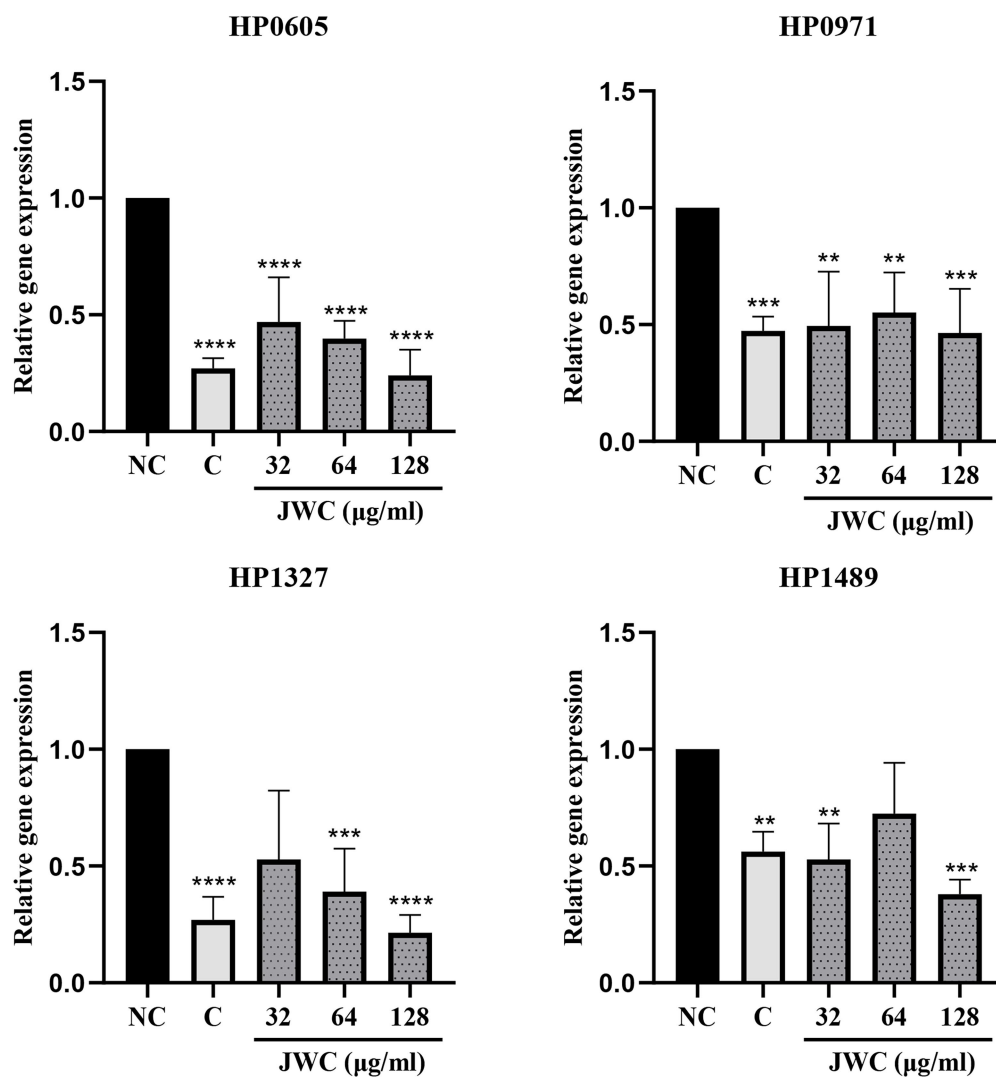 HP0605
Relative gene expression
1.5
1.0
0.5
0.0
****
****
****
****
NC C 32 64 128
JWC (μg/ml)
HP0971
Relative gene expression
1.5
1.0
0.5
0.0
***
**
**
***
NC C 32 64 128
JWC (μg/ml)
HP1327
Relative gene expression
1.5
1.0
0.5
0.0
****
***
****
NC C 32 64 128
JWC (μg/ml)
HP1489
Relative gene expression
1.5
1.0
0.5
0.0
**
**
***
NC C 32 64 128
JWC (μg/ml)